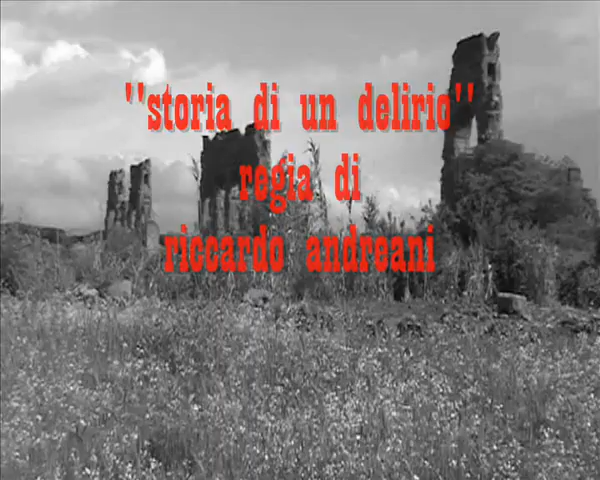 "storia di un delirio"
regia di
riccardo andreani